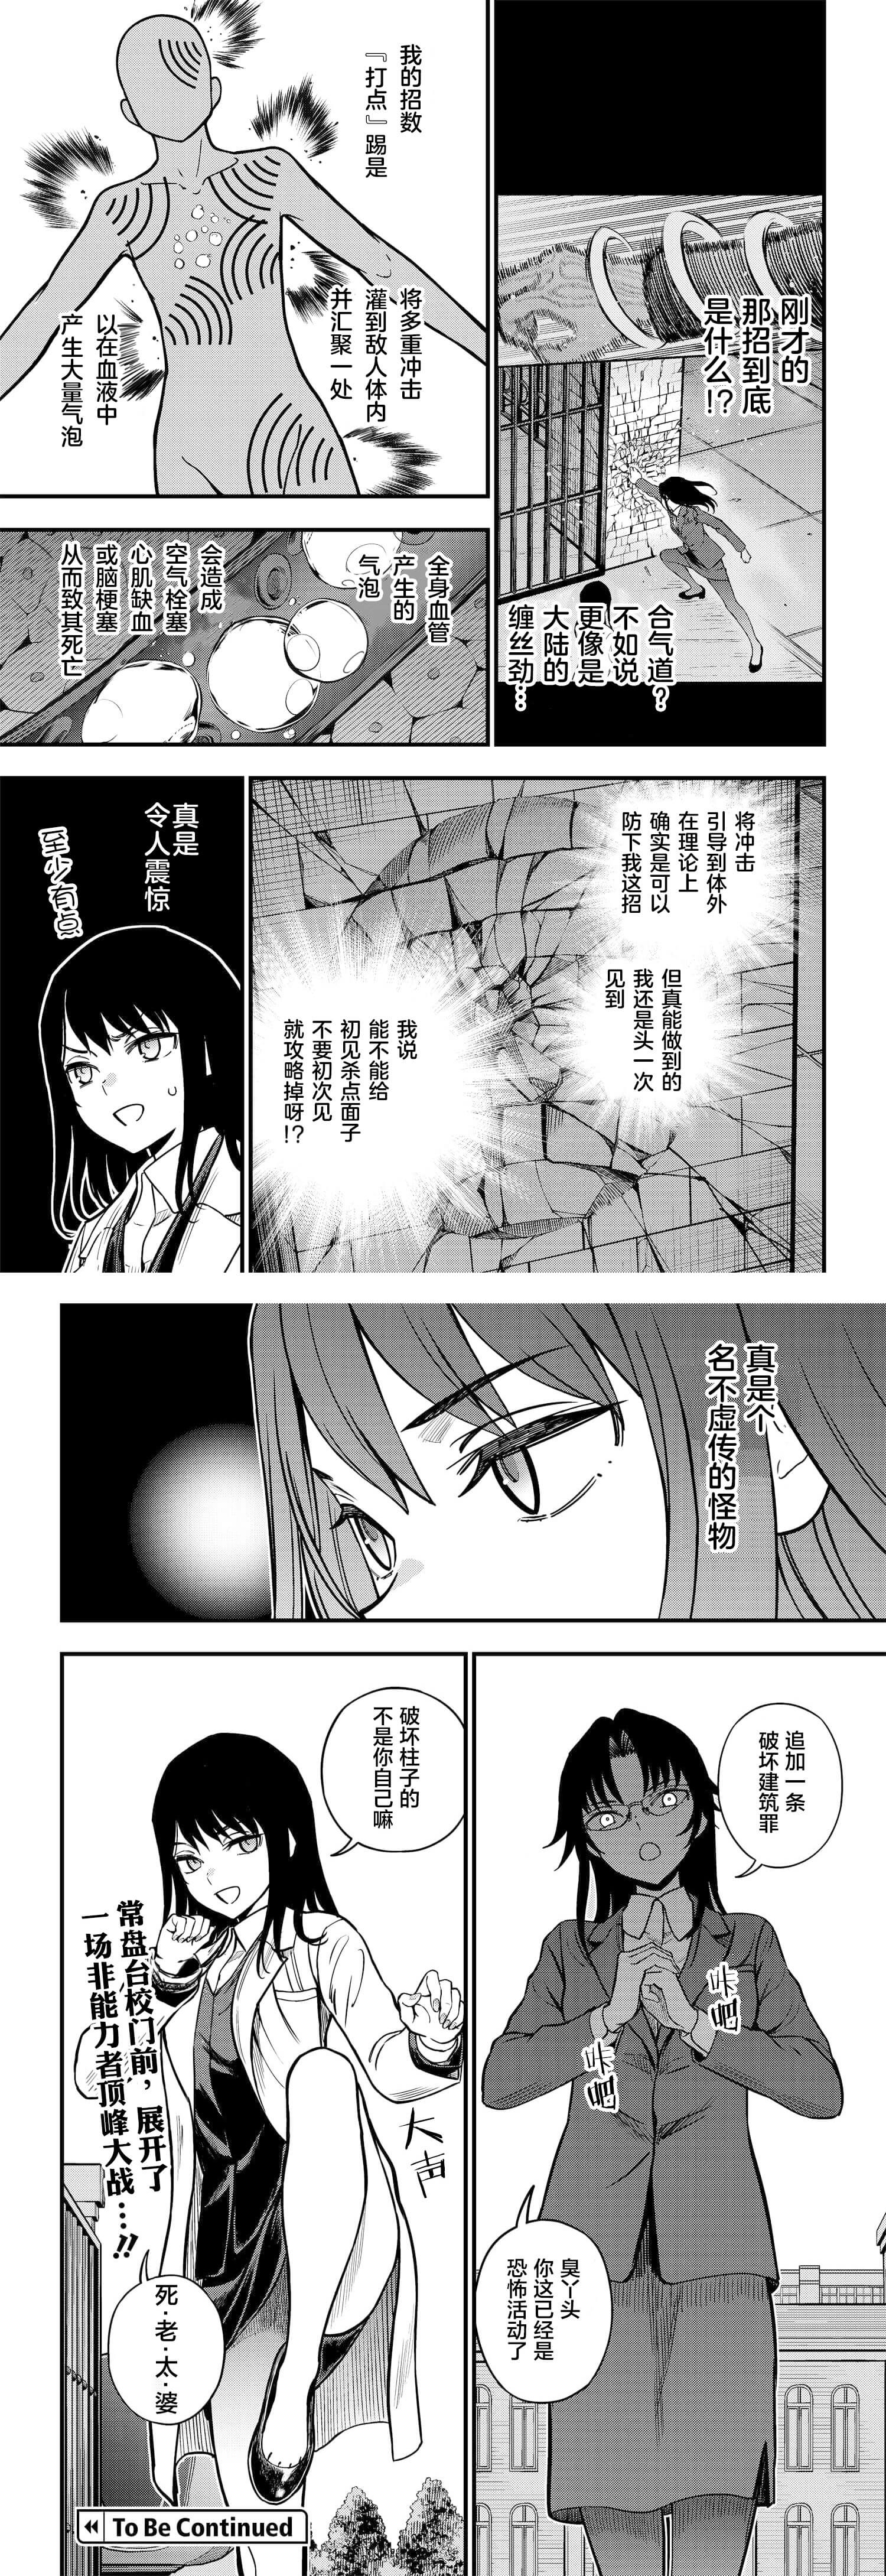 刚才的
那招到底
是什么!?
合气道？
不如说
更像是
大陆的
缠丝劲…
我的招数
『打点』踢是
将多重冲击
灌到敌人体内
并汇聚一处
以在血液中
产生大量气泡
全身血管
产生的
气泡
会造成
空气栓塞
心肌缺血
或脑梗塞
从而致其死亡
将冲击
引导到体外
在理论上
确实是可以
防下我这招
但真能做到的
我还是头一次
见到
我说
能不能给
初见杀点面子
不要初次见
就攻略掉呀!?
真是
令人震惊
至少有点
真是个
名不虚传的怪物
追加一条
破坏建筑罪
咔吧
咔吧
臭丫头
你这已经是
恐怖活动了
破坏柱子的
不是你自己嘛
大声
死·老·太·婆
常盘台校门前，展开了
一场非能力者顶峰大战…!!
To Be Continued